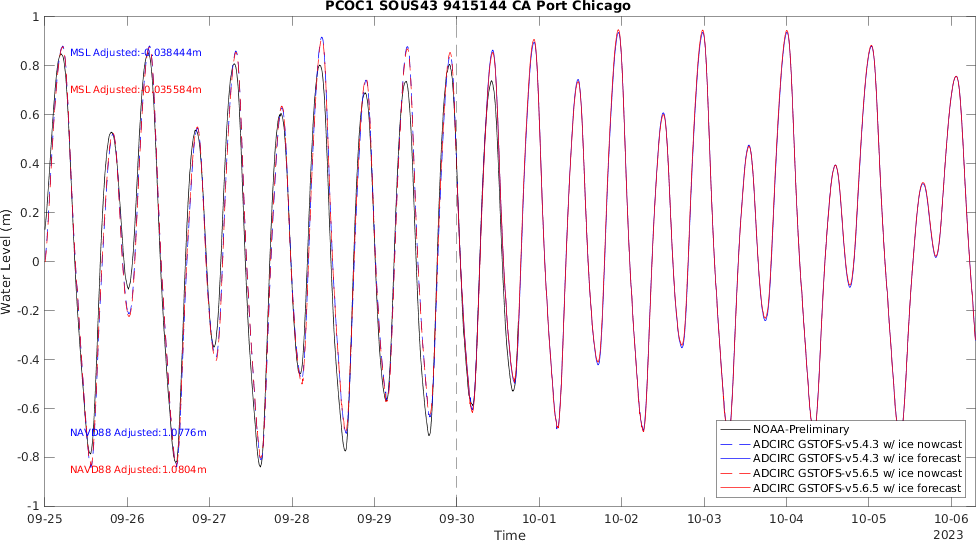 PCOC1 SOUS43 9415144 CA Port Chicago
1
0.8
0.6
0.4
0.2
0
-0.2
-0.4
-0.6
-0.8
-1
Water Level (m)
MSL Adjusted:-0.038444m
MSL Adjusted:-0.035584m
NAVD88 Adjusted:1.0776m
NAVD88 Adjusted:1.0804m
NOAA-Preliminary
ADCIRC GSTOFS-v5.4.3 w/ ice nowcast
ADCIRC GSTOFS-v5.4.3 w/ ice forecast
ADCIRC GSTOFS-v5.6.5 w/ ice nowcast
ADCIRC GSTOFS-v5.6.5 w/ ice forecast
09-25 09-26 09-27 09-28 09-29 09-30 10-01 10-02 10-03 10-04 10-05 10-06
Time
2023